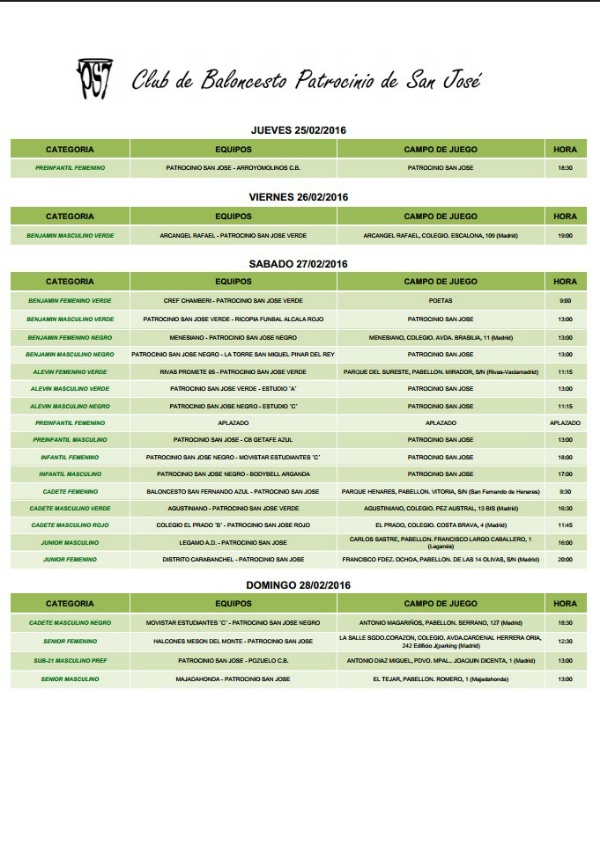 PSJ
Club de Baloncesto Patrocinio de San José
JUEVES 25/02/2016
CATEGORIA EQUIPOS CAMPO DE JUEGO HORA
PREINFANTIL FEMENINO PATROCINIO SAN JOSE - ARROYOMOLINOS C.B. PATROCINIO SAN JOSE 18:30
VIERNES 26/02/2016
CATEGORIA EQUIPOS CAMPO DE JUEGO HORA
BENJAMIN MASCULINO VERDE ARCANGEL RAFAEL - PATROCINIO SAN JOSE VERDE ARCANGEL RAFAEL, COLEGIO. ESCALONA, 109 (Madrid) 19:00
SABADO 27/02/2016
CATEGORIA EQUIPOS CAMPO DE JUEGO HORA
BENJAMIN FEMENINO VERDE CREF CHAMBERI - PATROCINIO SAN JOSE VERDE POETAS 9:00
BENJAMIN MASCULINO VERDE PATROCINIO SAN JOSE VERDE - RICOPIA FUNBAL ALCALA ROJO PATROCINIO SAN JOSE 13:00
BENJAMIN FEMENINO NEGRO MENESIANO - PATROCINIO SAN JOSE NEGRO MENESIANO, COLEGIO. AVDA. BRASILIA, 11 (Madrid) 13:00
BENJAMIN MASCULINO NEGRO PATROCINIO SAN JOSE NEGRO - LA TORRE SAN MIGUEL PINAR DEL REY PATROCINIO SAN JOSE 13:00
ALEVIN FEMENINO VERDE RIVAS PROMETE 05 - PATROCINIO SAN JOSE VERDE PARQUE DEL SURESTE, PABELLON. MIRADOR, S/N (Rivas-Vaciamadrid) 11:15
ALEVIN MASCULINO VERDE PATROCINIO SAN JOSE VERDE - ESTUDIO "A" PATROCINIO SAN JOSE 13:00
ALEVIN MASCULINO NEGRO PATROCINIO SAN JOSE NEGRO - ESTUDIO "C" PATROCINIO SAN JOSE 11:15
PREINFANTIL FEMENINO APLAZADO APLAZADO APLAZADO
PREINFANTIL MASCULINO PATROCINIO SAN JOSE - CB GETAFE AZUL PATROCINIO SAN JOSE 13:00
INFANTIL FEMENINO PATROCINIO SAN JOSE NEGRO - MOVISTAR ESTUDIANTES "C" PATROCINIO SAN JOSE 18:00
INFANTIL MASCULINO PATROCINIO SAN JOSE NEGRO - BODYBELL ARGANDA PATROCINIO SAN JOSE 17:00
CADETE FEMENINO BALONCESTO SAN FERNANDO AZUL - PATROCINIO SAN JOSE PARQUE HENARES, PABELLON. VITORIA, S/N (San Fernando de Henares) 9:30
CADETE MASCULINO VERDE AGUSTINIANO - PATROCINIO SAN JOSE VERDE AGUSTINIANO, COLEGIO. PEZ AUSTRAL, 13 BIS (Madrid) 16:30
CADETE MASCULINO ROJO COLEGIO EL PRADO "B" - PATROCINIO SAN JOSE ROJO EL PRADO, COLEGIO. COSTA BRAVA, 4 (Madrid) 11:45
JUNIOR MASCULINO LEGAMO A.D. - PATROCINIO SAN JOSE CARLOS SASTRE, PABELLON. FRANCISCO LARGO CABALLERO, 1 16:00
(Leganés)
JUNIOR FEMENINO DISTRITO CARABANCHEL - PATROCINIO SAN JOSE FRANCISCO FDEZ. OCHOA, PABELLON. DE LAS 14 OLIVAS, S/N (Madrid) 20:00
DOMINGO 28/02/2016
CATEGORIA EQUIPOS CAMPO DE JUEGO HORA
CADETE MASCULINO NEGRO MOVISTAR ESTUDIANTES "C" - PATROCINIO SAN JOSE NEGRO ANTONIO MAGARIÑOS, PABELLON. SERRANO, 127 (Madrid) 18:30
SENIOR FEMENINO HALCONES MESON DEL MONTE - PATROCINIO SAN JOSE LA SALLE SGDO.CORAZON, COLEGIO. AVDA.CARDENAL HERRERA ORIA, 12:30
242 Edificio J(parking (Madrid)
SUB-21 MASCULINO PREF PATROCINIO SAN JOSE - POZUELO C.B. ANTONIO DIAZ MIGUEL, PDVO. MPAL.. JOAQUIN DICENTA, 1 (Madrid) 13:00
SENIOR MASCULINO MAJADAHONDA - PATROCINIO SAN JOSE EL TEJAR, PABELLON. ROMERO, 1 (Majadahonda) 13:00